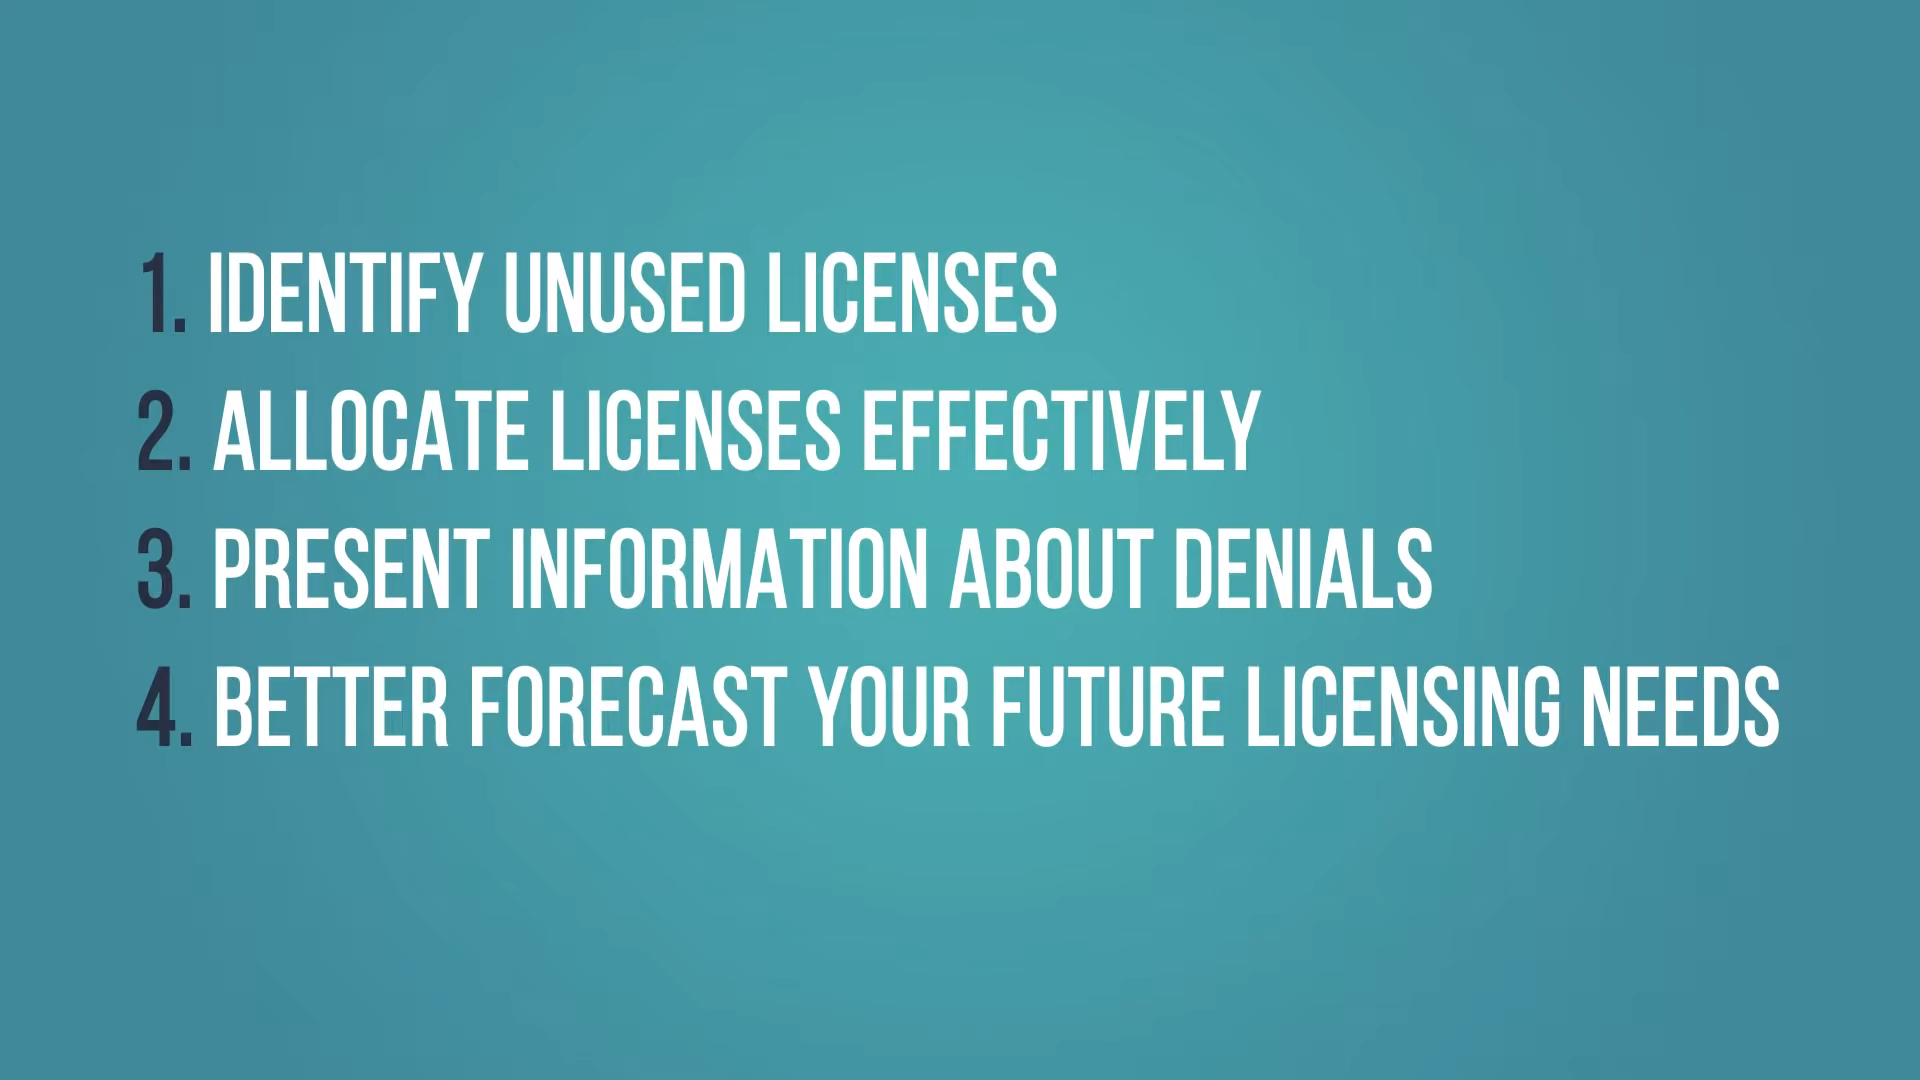 1. IDENTIFY UNUSED LICENSES
2. ALLOCATE LICENSES EFFECTIVELY
3. PRESENT INFORMATION ABOUT DENIALS
4. BETTER FORECAST YOUR FUTURE LICENSING NEEDS